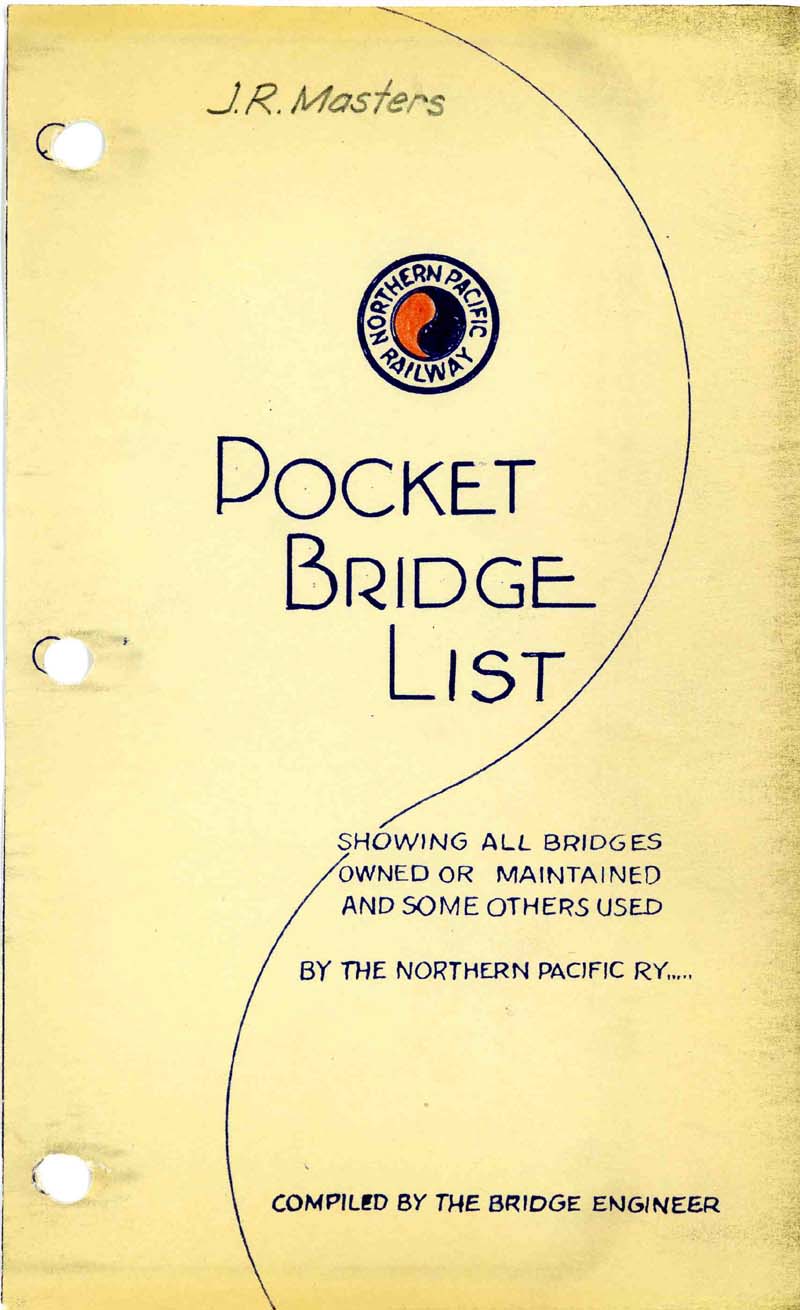 J.R. Masters
NORTHERN PACIFIC
RAILWAY
POCKET
BRIDGE
LIST
SHOWING ALL BRIDGES
OWNED OR MAINTAINED
AND SOME OTHERS USED
BY THE NORTHERN PACIFIC RY.....
COMPILED BY THE BRIDGE ENGINEER